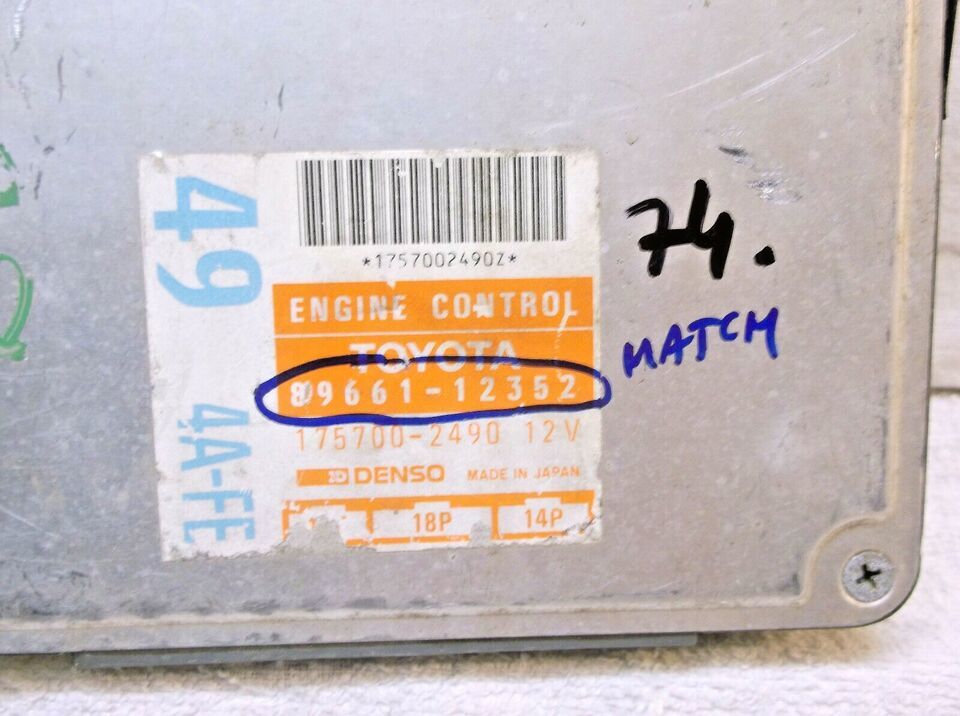 *1757002490Z*
ENGINE CONTROL
TOYOTA
89661-12352
175700-2490 12V
DENSO MADE IN JAPAN
18P 14P
49 4A-FE
74.
MATCH